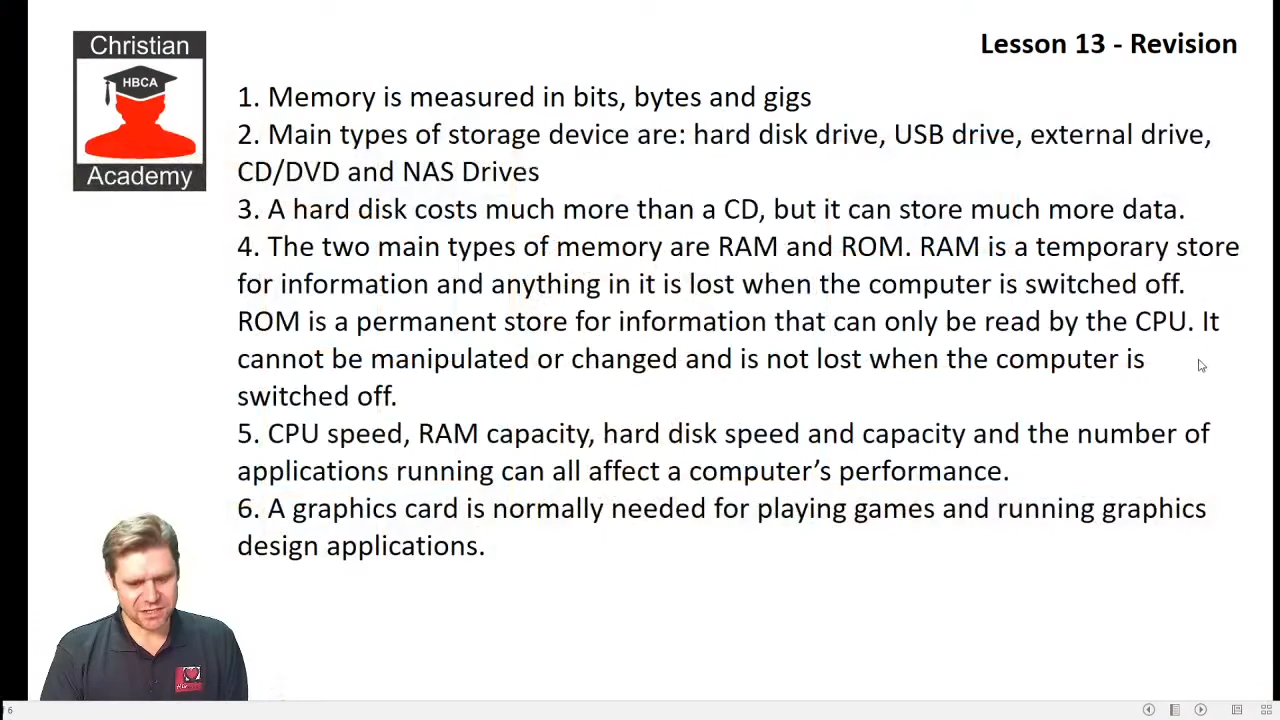 Christian
HBCA
Academy
Lesson 13 - Revision
1. Memory is measured in bits, bytes and gigs
2. Main types of storage device are: hard disk drive, USB drive, external drive,
CD/DVD and NAS Drives
3. A hard disk costs much more than a CD, but it can store much more data.
4. The two main types of memory are RAM and ROM. RAM is a temporary store
for information and anything in it is lost when the computer is switched off.
ROM is a permanent store for information that can only be read by the CPU. It
cannot be manipulated or changed and is not lost when the computer is
switched off.
5. CPU speed, RAM capacity, hard disk speed and capacity and the number of
applications running can all affect a computer’s performance.
6. A graphics card is normally needed for playing games and running graphics
design applications.